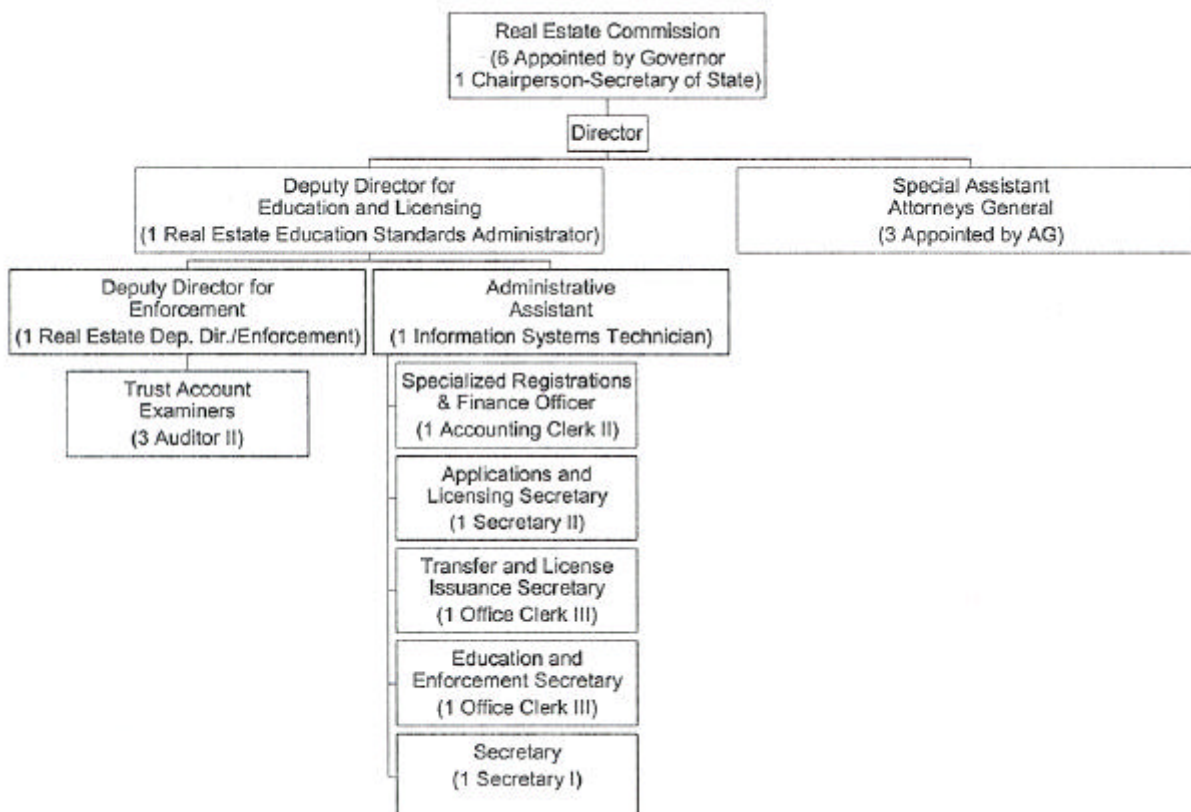 Real Estate Commission
(6 Appointed by Governor
1 Chairperson-Secretary of State)
Director
Deputy Director for
Education and Licensing
(1 Real Estate Education Standards Administrator)
Special Assistant
Attorneys General
(3 Appointed by AG)
Deputy Director for
Enforcement
(1 Real Estate Dep. Dir./Enforcement)
Administrative
Assistant
(1 Information Systems Technician)
Trust Account
Examiners
(3 Auditor II)
Specialized Registrations
& Finance Officer
(1 Accounting Clerk II)
Applications and
Licensing Secretary
(1 Secretary II)
Transfer and License
Issuance Secretary
(1 Office Clerk III)
Education and
Enforcement Secretary
(1 Office Clerk III)
Secretary
(1 Secretary I)